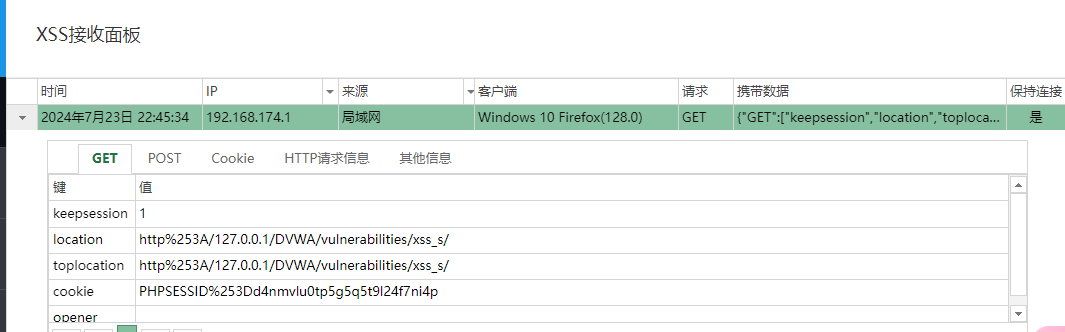 XSS接收面板
时间 IP 来源 客户端 请求 携带数据 保持连接
2024年7月23日 22:45:34 192.168.174.1 局域网 Windows 10 Firefox(128.0) GET {"GET":["keepsession","location","toploca... 是
GET POST Cookie HTTP请求信息 其他信息
键 值
keepsession 1
location http%253A/127.0.0.1/DVWA/vulnerabilities/xss_s/
toplocation http%253A/127.0.0.1/DVWA/vulnerabilities/xss_s/
cookie PHPSESSID%253Dd4nmvlu0tp5g5q5t9l24f7ni4p
opener